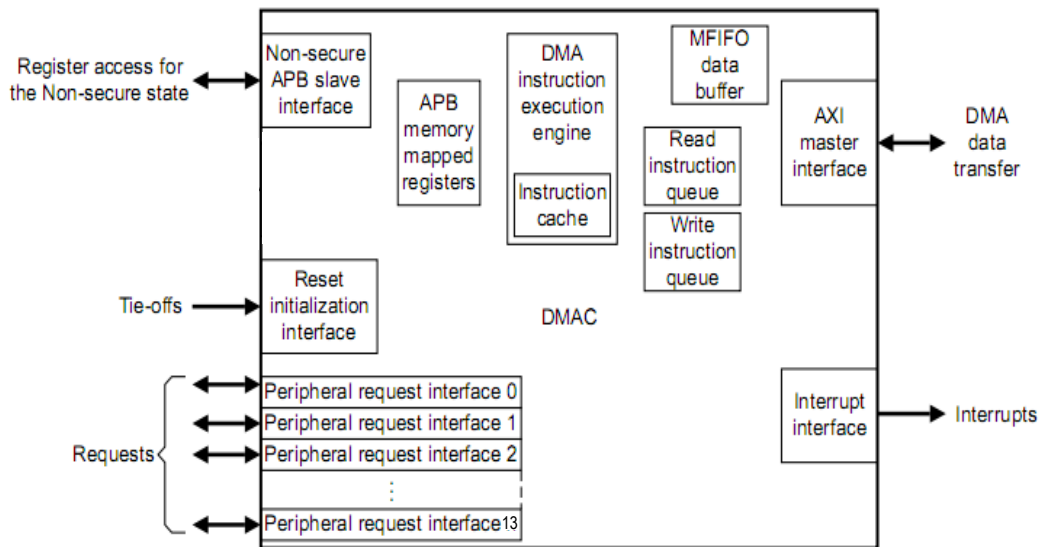 Register access for
the Non-secure state
Non-secure
APB slave
interface
APB
memory
mapped
registers
DMA
instruction
execution
engine
Instruction
cache
MFIFO
data
buffer
Read
instruction
queue
Write
instruction
queue
AXI
master
interface
DMA
data
transfer
Tie-offs
Reset
initialization
interface
DMAC
Requests
Peripheral request interface 0
Peripheral request interface 1
Peripheral request interface 2
⋮
Peripheral request interface 13
Interrupt
interface
Interrupts